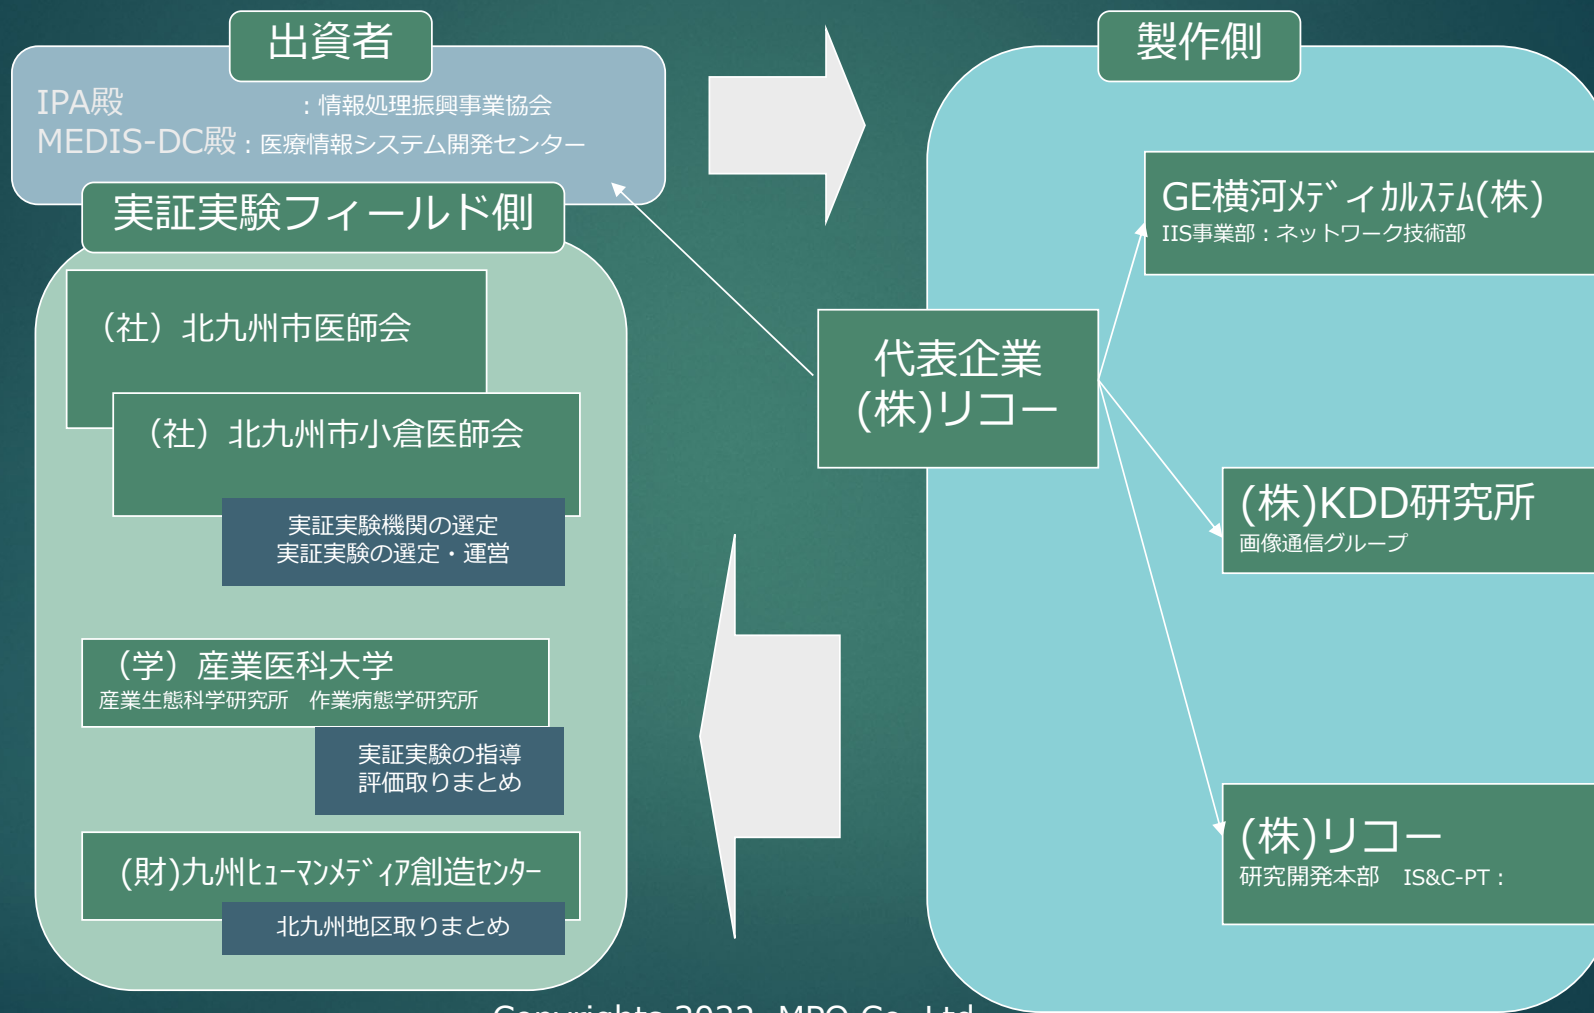 出資者
IPA殿 : 情報処理振興事業協会
MEDIS-DC殿 : 医療情報システム開発センター
実証実験フィールド側
（社）北九州市医師会
（社）北九州市小倉医師会
実証実験機関の選定
実証実験の選定・運営
（学）産業医科大学
産業生態科学研究所　作業病態学研究所
実証実験の指導
評価取りまとめ
(財)九州ﾋｭｰﾏﾝﾒﾃﾞｨｱ創造ｾﾝﾀｰ
北九州地区取りまとめ
代表企業
(株)リコー
製作側
GE横河ﾒﾃﾞｨｶﾙｽﾃﾑ(株)
IIS事業部：ネットワーク技術部
(株)KDD研究所
画像通信グループ
(株)リコー
研究開発本部　IS&C-PT：
Copyrights 2022 MPO Co. Ltd